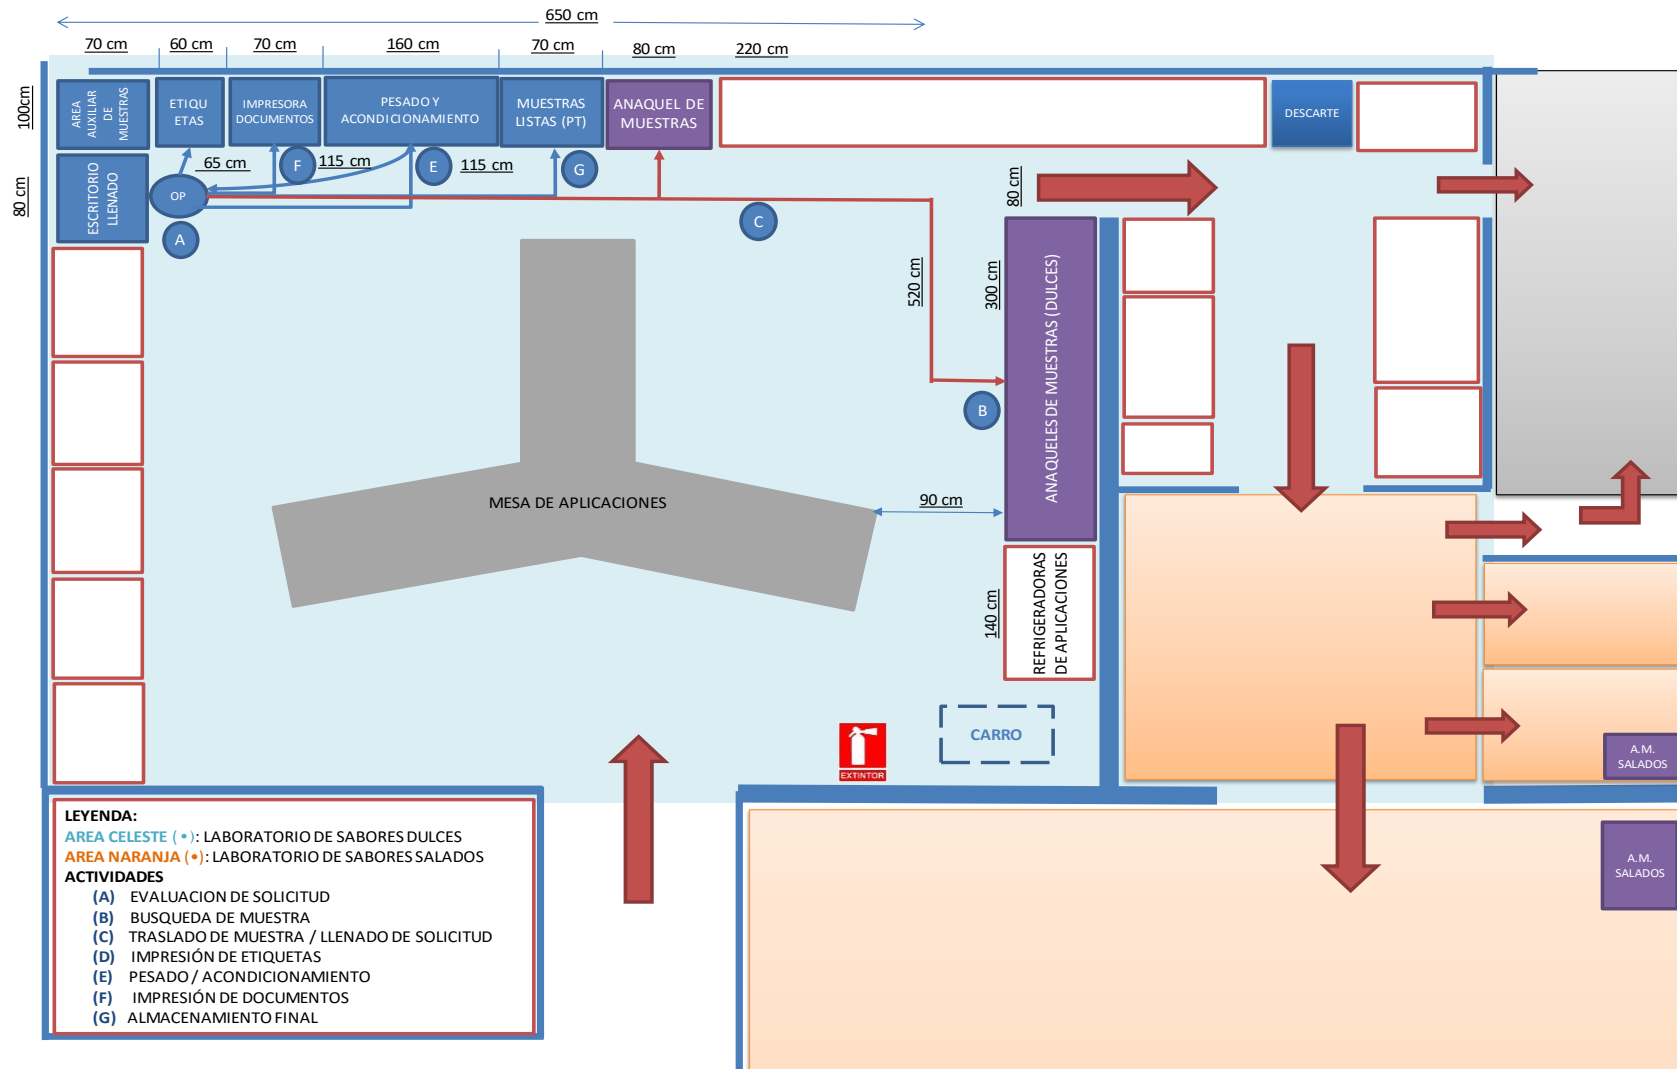 650 cm
70 cm
60 cm
70 cm
160 cm
70 cm
80 cm
220 cm
100cm
AREA
AUXILIAR
DE
MUESTRAS
ETIQU
ETAS
IMPRESORA
DOCUMENTOS
PESADO Y
ACONDICIONAMIENTO
MUESTRAS
LISTAS (PT)
ANAQUEL DE
MUESTRAS
DESCARTE
80 cm
ESCRITORIO
LLENADO
OP
A
65 cm
F
115 cm
E
115 cm
G
C
80 cm
520 cm
300 cm
B
ANAQUELES DE MUESTRAS (DULCES)
MESA DE APLICACIONES
90 cm
140 cm
REFRIGERADORAS
DE APLICACIONES
CARRO
EXTINTOR
A.M.
SALADOS
A.M.
SALADOS
LEYENDA:
AREA CELESTE (•): LABORATORIO DE SABORES DULCES
AREA NARANJA (•): LABORATORIO DE SABORES SALADOS
ACTIVIDADES
(A) EVALUACION DE SOLICITUD
(B) BUSQUEDA DE MUESTRA
(C) TRASLADO DE MUESTRA / LLENADO DE SOLICITUD
(D) IMPRESIÓN DE ETIQUETAS
(E) PESADO / ACONDICIONAMIENTO
(F) IMPRESIÓN DE DOCUMENTOS
(G) ALMACENAMIENTO FINAL